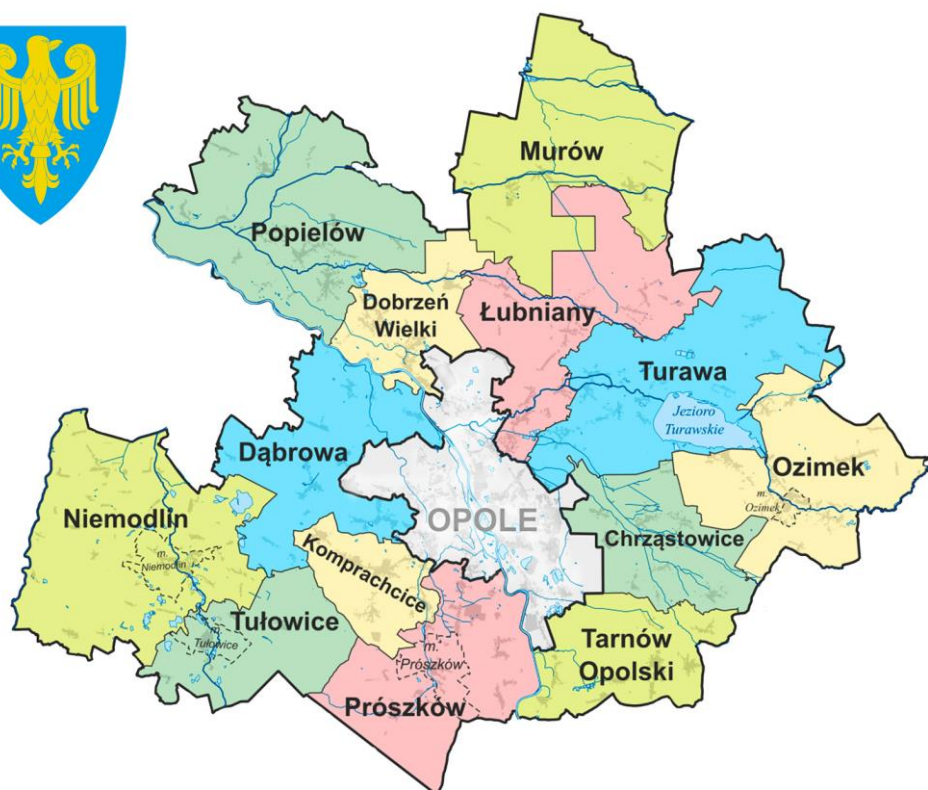 Murów
Popielów
Dobrzeń
Wielki
Łubniany
Turawa
Jezioro
Turawskie
Dąbrowa
Ozimek
m.
Ozimek
Niemodlin
m.
Niemodlin
OPOLE
Chrząstowice
Komprachcice
Tułowice
m.
Tułowice
Tarnów
Opolski
m.
Prószków
Prószków